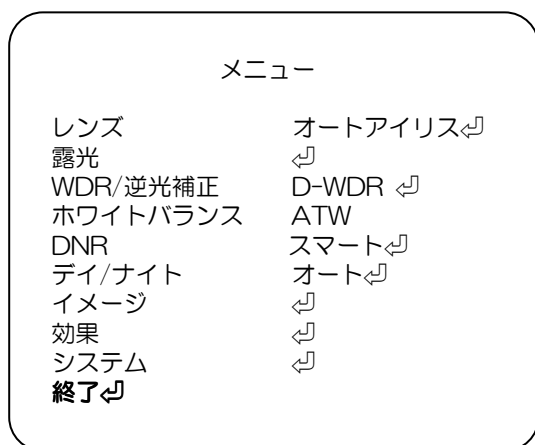 メニュー
レンズ オートアイリス⏎
露光 ⏎
WDR/逆光補正 D-WDR ⏎
ホワイトバランス ATW
DNR スマート⏎
デイ/ナイト オート⏎
イメージ ⏎
効果 ⏎
システム ⏎
終了⏎